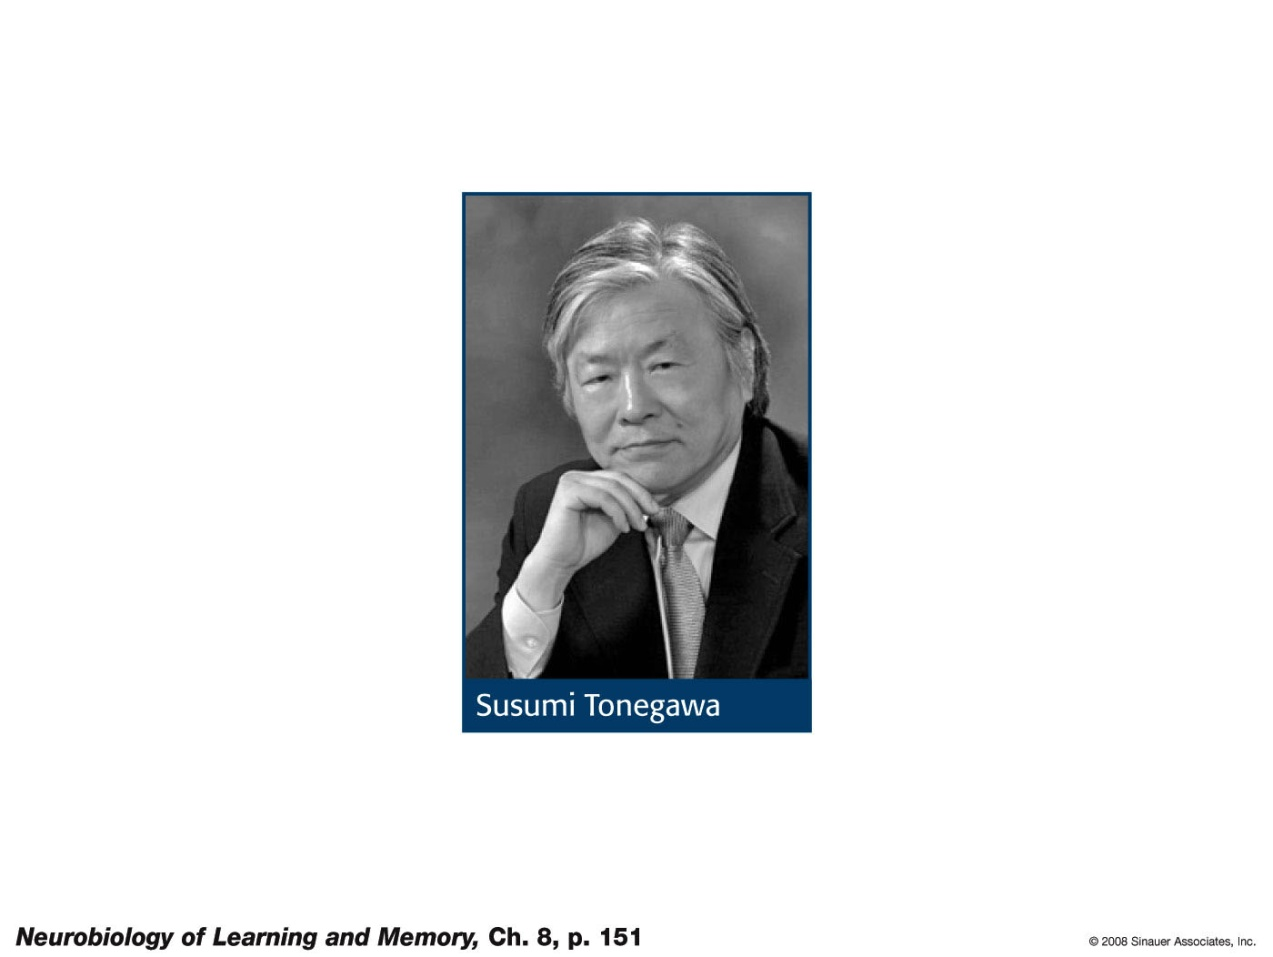 Susumi Tonegawa
Neurobiology of Learning and Memory, Ch. 8, p. 151
© 2008 Sinauer Associates, Inc.